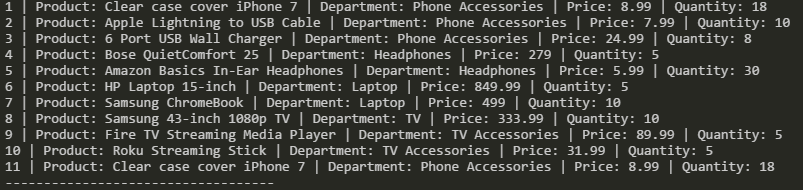 1 | Product: Clear case cover iPhone 7 | Department: Phone Accessories | Price: 8.99 | Quantity: 18
2 | Product: Apple Lightning to USB Cable | Department: Phone Accessories | Price: 7.99 | Quantity: 10
3 | Product: 6 Port USB Wall Charger | Department: Phone Accessories | Price: 24.99 | Quantity: 8
4 | Product: Bose QuietComfort 25 | Department: Headphones | Price: 279 | Quantity: 5
5 | Product: Amazon Basics In-Ear Headphones | Department: Headphones | Price: 5.99 | Quantity: 30
6 | Product: HP Laptop 15-inch | Department: Laptop | Price: 849.99 | Quantity: 5
7 | Product: Samsung ChromeBook | Department: Laptop | Price: 499 | Quantity: 10
8 | Product: Samsung 43-inch 1080p TV | Department: TV | Price: 333.99 | Quantity: 10
9 | Product: Fire TV Streaming Media Player | Department: TV Accessories | Price: 89.99 | Quantity: 5
10 | Product: Roku Streaming Stick | Department: TV Accessories | Price: 31.99 | Quantity: 5
11 | Product: Clear case cover iPhone 7 | Department: Phone Accessories | Price: 8.99 | Quantity: 18
-----------------------------------